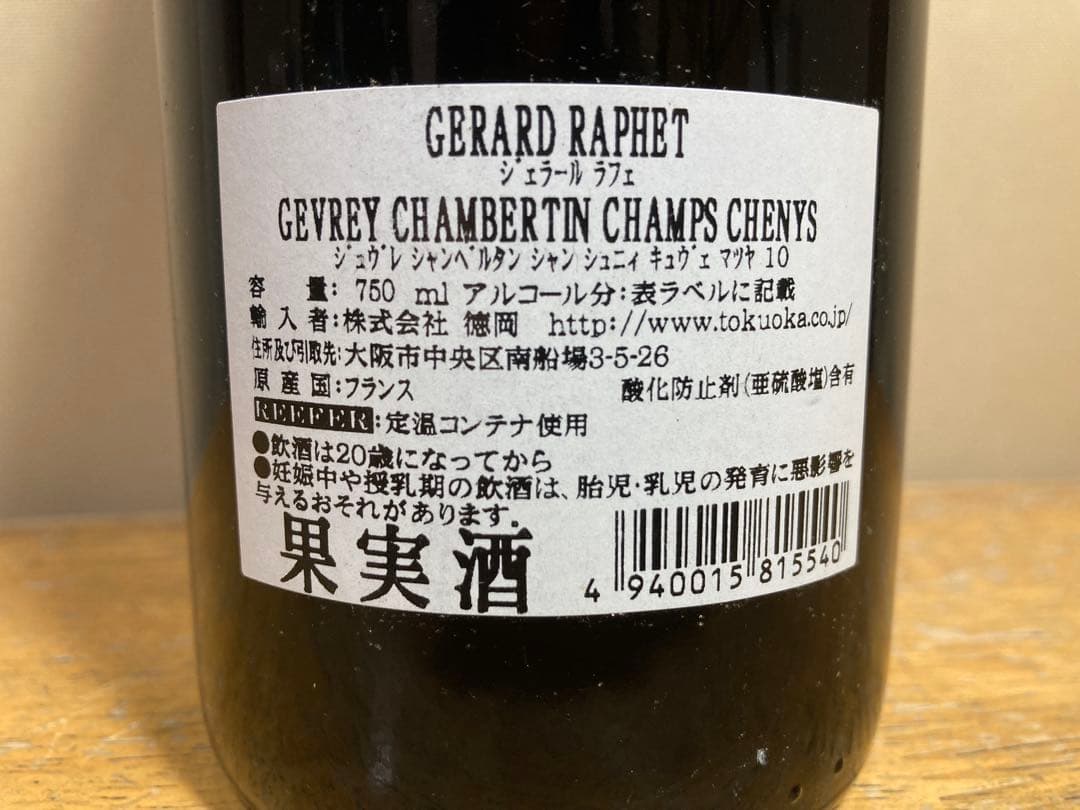 GERARD RAPHET
ジェラール ラフェ
GEVREY CHAMBERTIN CHAMPS CHENYS
ジュヴレ シャンベルタン シャン シュニィ キュヴェ マツヤ 10
容 量: 750 ml アルコール分:表ラベルに記載
輸入者:株式会社 徳岡 http://www.tokuoka.co.jp/
住所及び引取先:大阪市中央区南船場3-5-26
原産国:フランス 酸化防止剤(亜硫酸塩)含有
REEFER:定温コンテナ使用
●飲酒は20歳になってから
●妊娠中や授乳期の飲酒は、胎児・乳児の発育に悪影響を
与えるおそれがあります。
果実酒
4 940015 815540